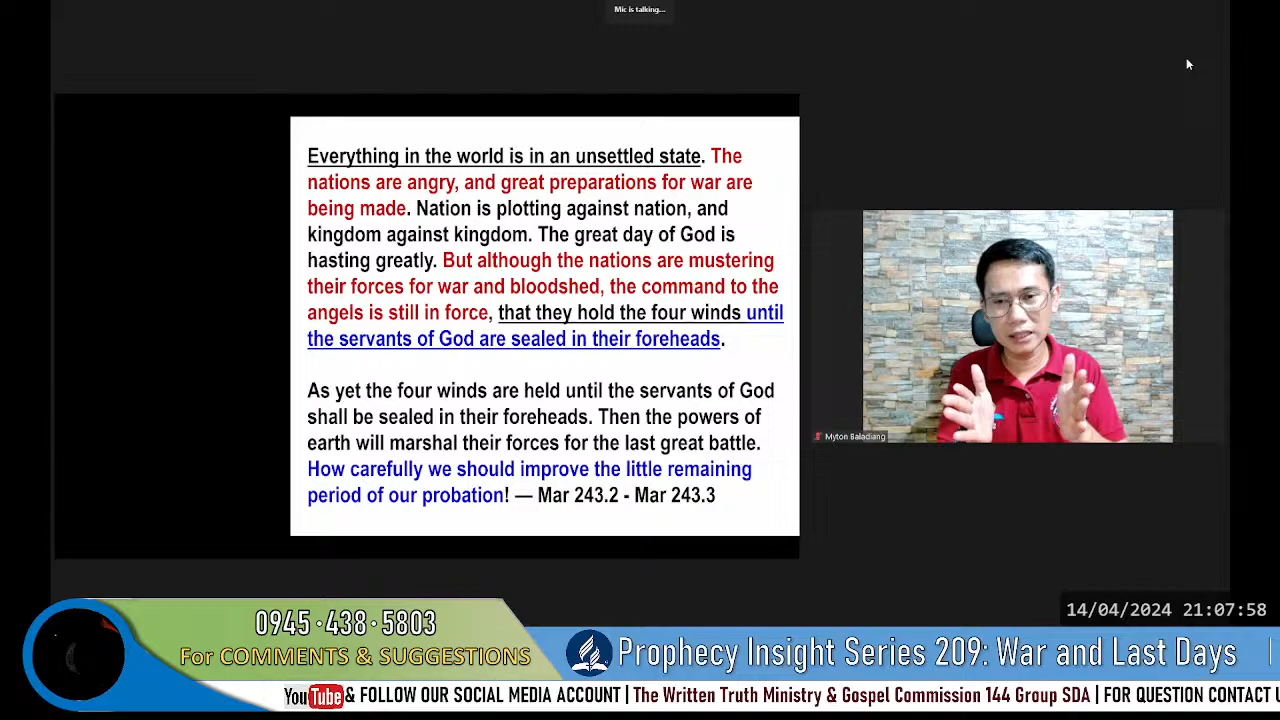 Mic is talking...
Everything in the world is in an unsettled state. The
nations are angry, and great preparations for war are
being made. Nation is plotting against nation, and
kingdom against kingdom. The great day of God is
hasting greatly. But although the nations are mustering
their forces for war and bloodshed, the command to the
angels is still in force, that they hold the four winds until
the servants of God are sealed in their foreheads.
As yet the four winds are held until the servants of God
shall be sealed in their foreheads. Then the powers of
earth will marshal their forces for the last great battle.
How carefully we should improve the little remaining
period of our probation! — Mar 243.2 - Mar 243.3
Myton Baladiang
14/04/2024 21:07:58
0945·438·5803
For COMMENTS & SUGGESTIONS
Prophecy Insight Series 209: War and Last Days |
YouTube & FOLLOW OUR SOCIAL MEDIA ACCOUNT | The Written Truth Ministry & Gospel Commission 144 Group SDA | FOR QUESTION CONTACT